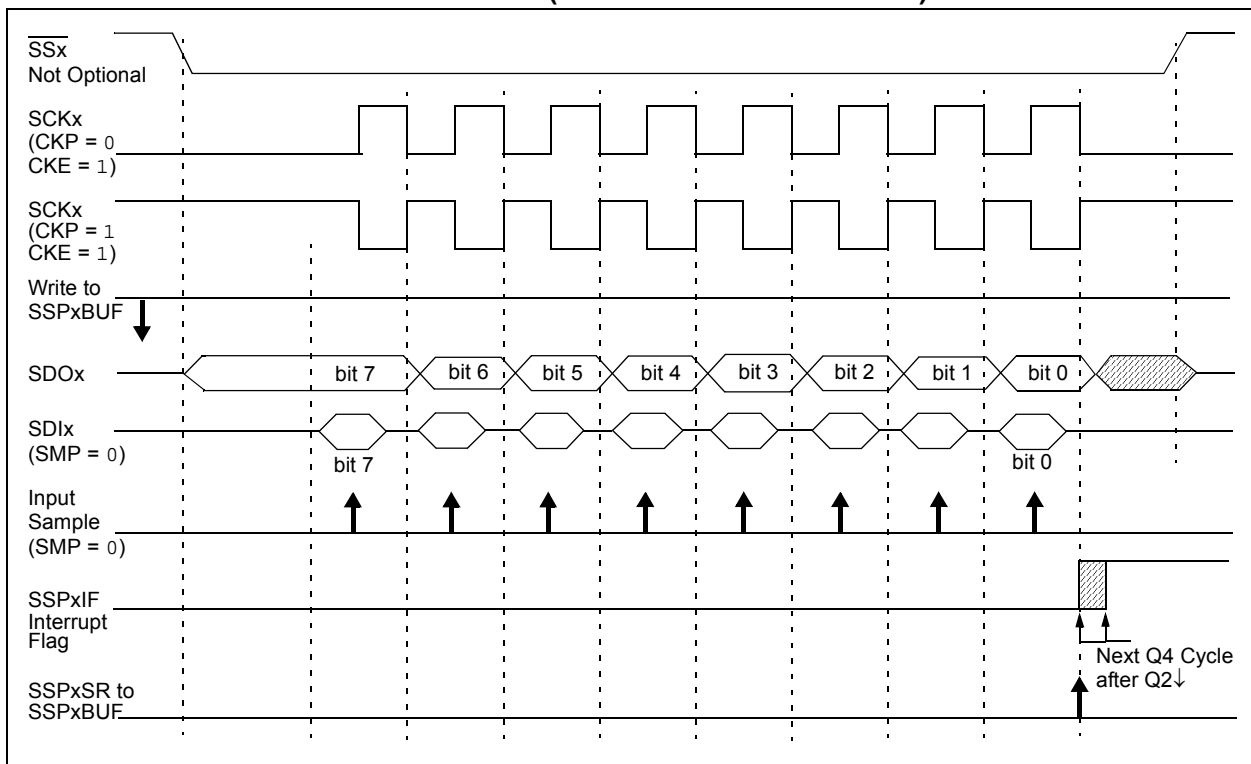 SSx
Not Optional
SCKx
(CKP = 0
CKE = 1)
SCKx
(CKP = 1
CKE = 1)
Write to
SSPxBUF
SDOx
bit 7
bit 6
bit 5
bit 4
bit 3
bit 2
bit 1
bit 0
SDIx
(SMP = 0)
bit 7
bit 0
Input
Sample
(SMP = 0)
SSPxIF
Interrupt
Flag
Next Q4 Cycle
after Q2↓
SSPxSR to
SSPxBUF